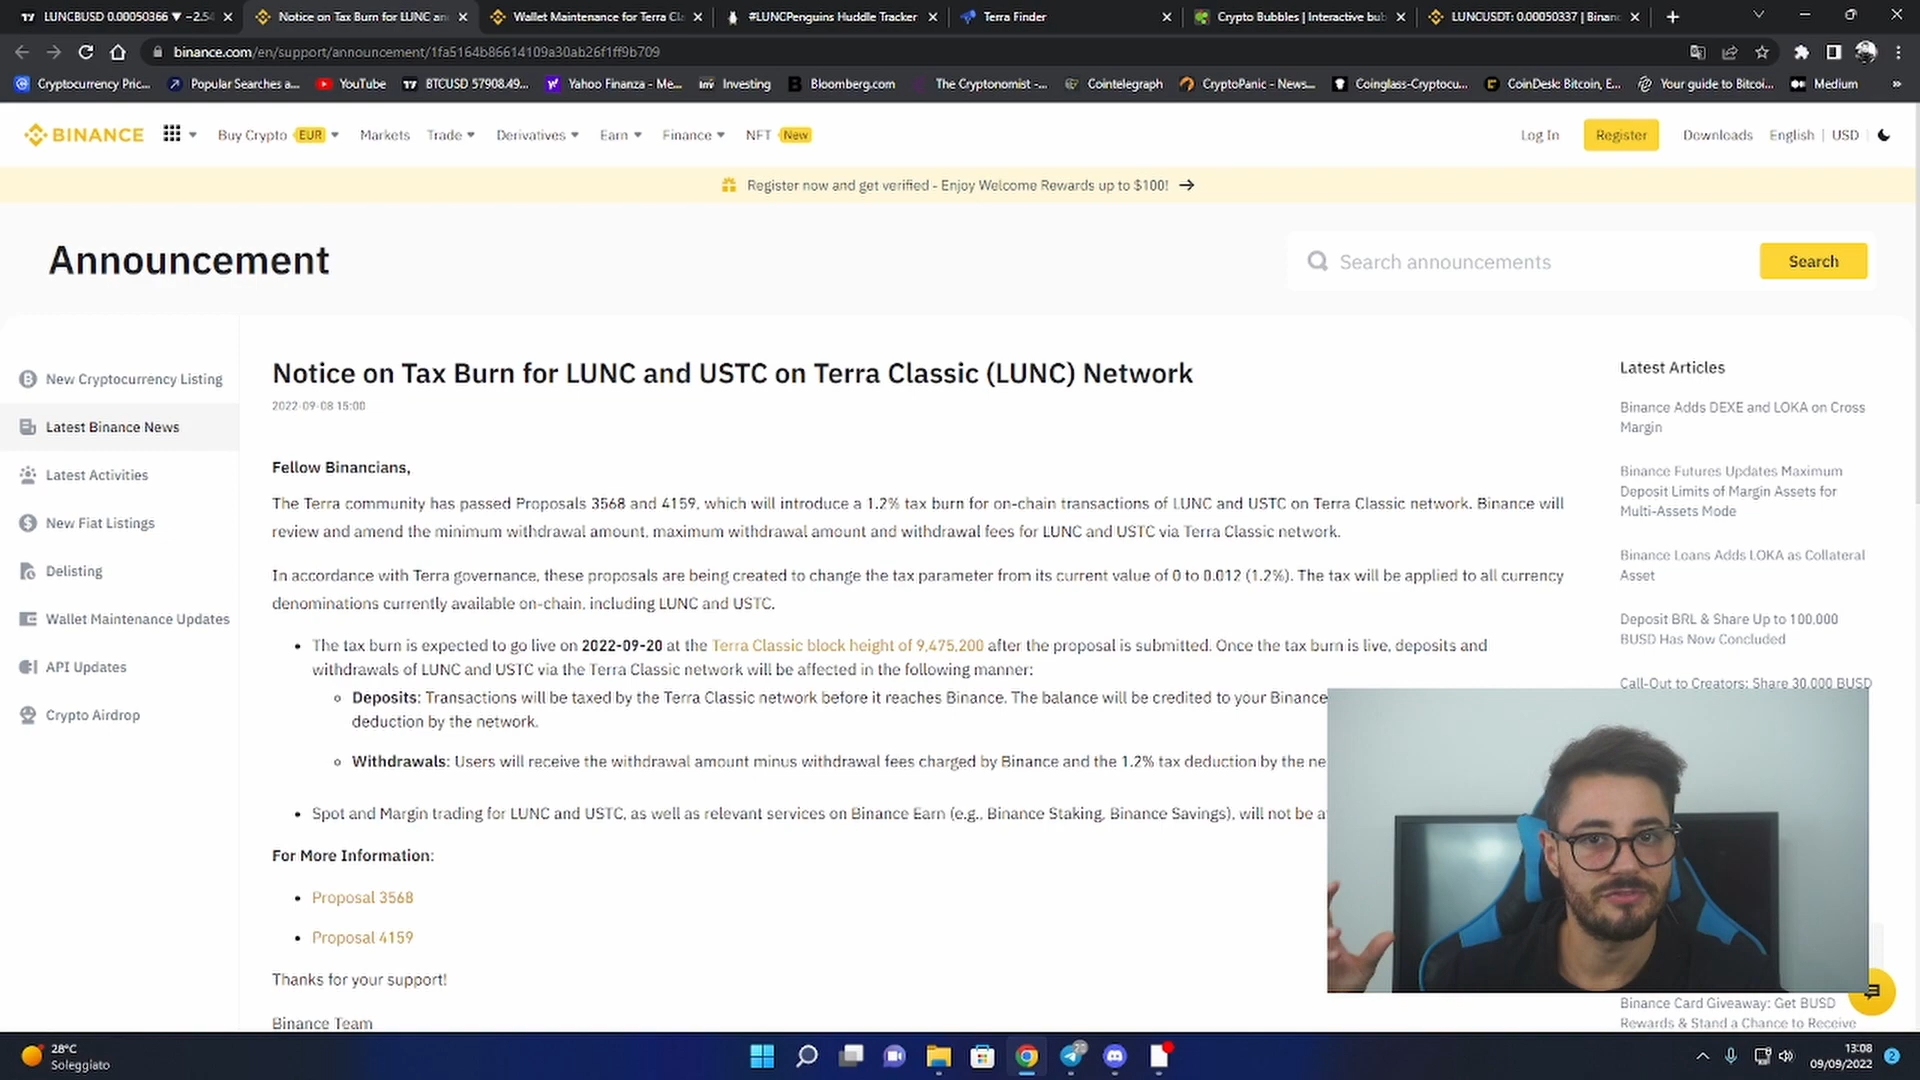 LUNCBUSD 0.00050366 ▼ −2.54
Notice on Tax Burn for LUNC an
Wallet Maintenance for Terra Cl
#LUNCPenguins Huddle Tracker
Terra Finder
Crypto Bubbles | Interactive bub
LUNCUSDT: 0.00050337 | Binanc
binance.com/en/support/announcement/1fa5164b86614109a30ab26f1ff9b709
Cryptocurrency Pric...
Popular Searches a...
YouTube
BTCUSD 57908.49...
Yahoo Finanza - Me...
Investing
Bloomberg.com
The Cryptonomist -...
Cointelegraph
CryptoPanic - News...
Coinglass-Cryptocu...
CoinDesk: Bitcoin, E...
Your guide to Bitcoi...
Medium
BINANCE
Buy Crypto EUR
Markets
Trade
Derivatives
Earn
Finance
NFT New
Log In
Register
Downloads
English | USD
Register now and get verified - Enjoy Welcome Rewards up to $100! →
Announcement
Search announcements
Search
New Cryptocurrency Listing
Latest Binance News
Latest Activities
New Fiat Listings
Delisting
Wallet Maintenance Updates
API Updates
Crypto Airdrop
Notice on Tax Burn for LUNC and USTC on Terra Classic (LUNC) Network
2022-09-08 15:00
Fellow Binancians,
The Terra community has passed Proposals 3568 and 4159, which will introduce a 1.2% tax burn for on-chain transactions of LUNC and USTC on Terra Classic network. Binance will
review and amend the minimum withdrawal amount, maximum withdrawal amount and withdrawal fees for LUNC and USTC via Terra Classic network.
In accordance with Terra governance, these proposals are being created to change the tax parameter from its current value of 0 to 0.012 (1.2%). The tax will be applied to all currency
denominations currently available on-chain, including LUNC and USTC.
• The tax burn is expected to go live on 2022-09-20 at the Terra Classic block height of 9,475,200 after the proposal is submitted. Once the tax burn is live, deposits and
withdrawals of LUNC and USTC via the Terra Classic network will be affected in the following manner:
Deposits: Transactions will be taxed by the Terra Classic network before it reaches Binance. The balance will be credited to your Binance
deduction by the network.
Withdrawals: Users will receive the withdrawal amount minus withdrawal fees charged by Binance and the 1.2% tax deduction by the ne
• Spot and Margin trading for LUNC and USTC, as well as relevant services on Binance Earn (e.g., Binance Staking, Binance Savings), will not be a
For More Information:
• Proposal 3568
• Proposal 4159
Thanks for your support!
Binance Team
Latest Articles
Binance Adds DEXE and LOKA on Cross
Margin
Binance Futures Updates Maximum
Deposit Limits of Margin Assets for
Multi-Assets Mode
Binance Loans Adds LOKA as Collateral
Asset
Deposit BRL & Share Up to 100,000
BUSD Has Now Concluded
Call-Out to Creators: Share 30,000 BUSD
Binance Card Giveaway: Get BUSD
Rewards & Stand a Chance to Receive
28°C
Soleggiato
13:08
09/09/2022
2